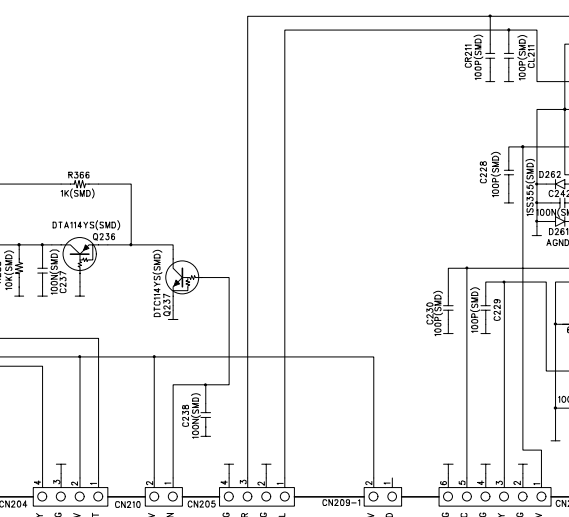 CR211
100P(SMD)
100P(SMD)
CL211
C228
100P(SMD)
1SS355(SMD)
D262
C242
D261
AGND
R366
1K(SMD)
DTA114YS(SMD)
Q236
10K(SMD)
100N(SMD)
C237
DTC114YS(SMD)
Q237
C230
100P(SMD)
100P(SMD)
C229
C238
100N(SMD)
4
3
2
1
2
1
4
3
2
1
2
1
6
5
4
3
2
1
CN204
CN210
CN205
CN209-1
G
V
T
V
N
G
R
G
L
V
D
G
C
G
Y
G
V